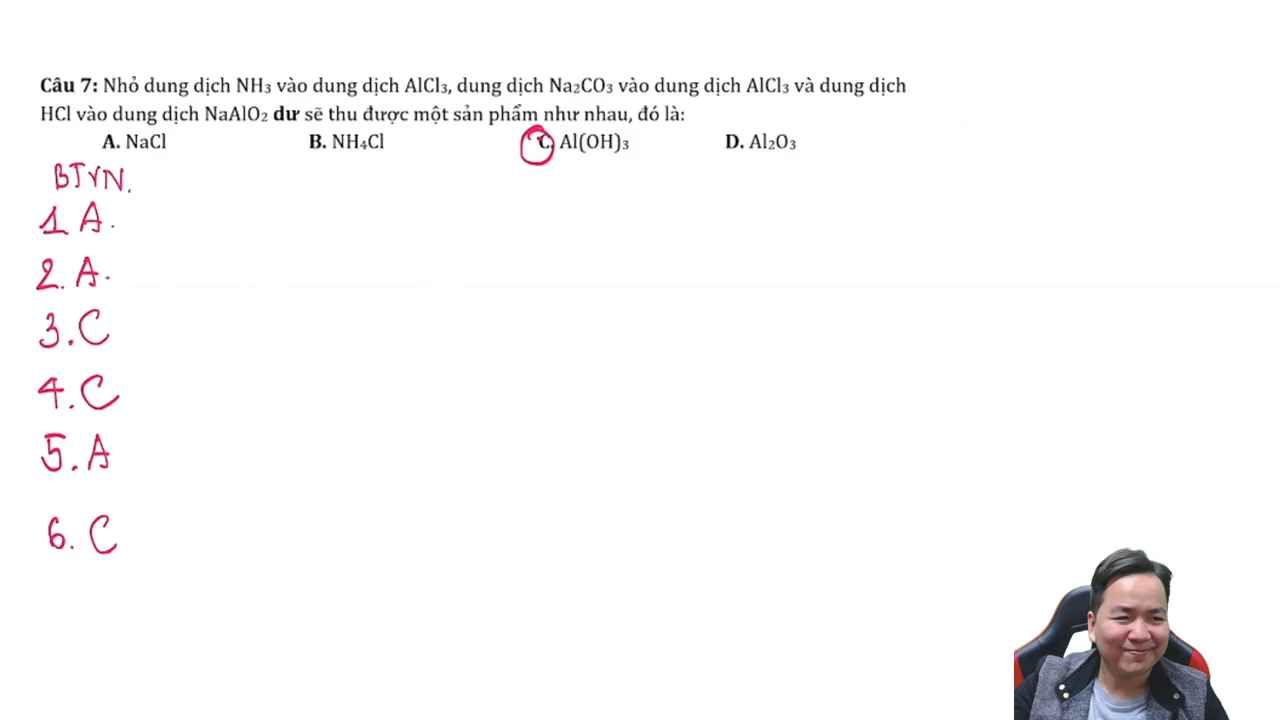 Câu 7: Nhỏ dung dịch NH₃ vào dung dịch AlCl₃, dung dịch Na₂CO₃ vào dung dịch AlCl₃ và dung dịch
HCl vào dung dịch NaAlO₂ dư sẽ thu được một sản phẩm như nhau, đó là:
A. NaCl B. NH₄Cl C. Al(OH)₃ D. Al₂O₃
BTVN.
1 A.
2. A.
3. C
4. C
5. A
6. C